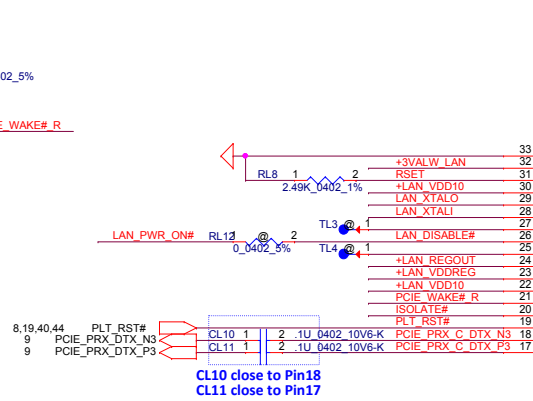 02_5%
E_WAKE#_R
33
+3VALW_LAN 32
RL8 1 2 RSET 31
2.49K_0402_1% +LAN_VDD10 30
LAN_XTALO 29
LAN_XTALI 28
TL3 @ 1 27
LAN_PWR_ON# RL12 1 @ 2 LAN_DISABLE# 26
0_0402_5% TL4 @ 1 25
+LAN_REGOUT 24
+LAN_VDDREG 23
+LAN_VDD10 22
PCIE_WAKE#_R 21
ISOLATE# 20
8,19,40,44 PLT_RST# PLT_RST# 19
9 PCIE_PRX_DTX_N3 CL10 1 2 .1U_0402_10V6-K PCIE_PRX_C_DTX_N3 18
9 PCIE_PRX_DTX_P3 CL11 1 2 .1U_0402_10V6-K PCIE_PRX_C_DTX_P3 17
CL10 close to Pin18
CL11 close to Pin17